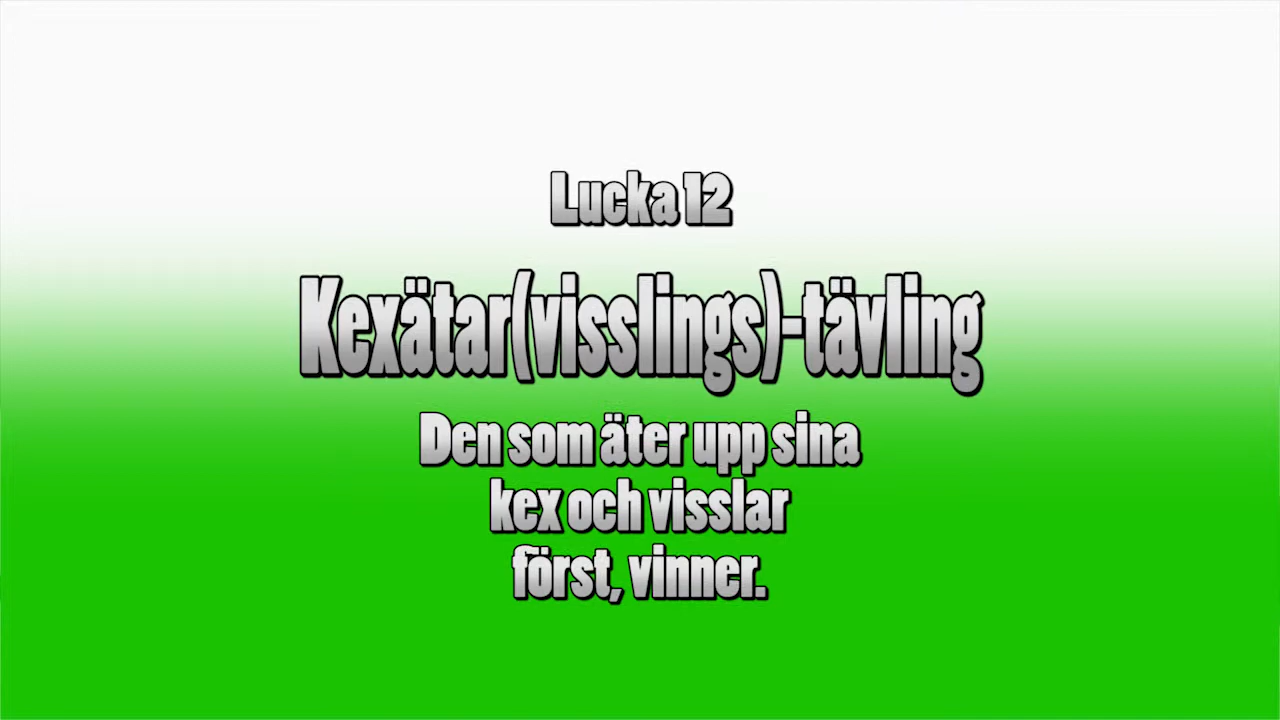 Lucka 12
Kexätar(visslings)-tävling
Den som äter upp sina
kex och visslar
först, vinner.